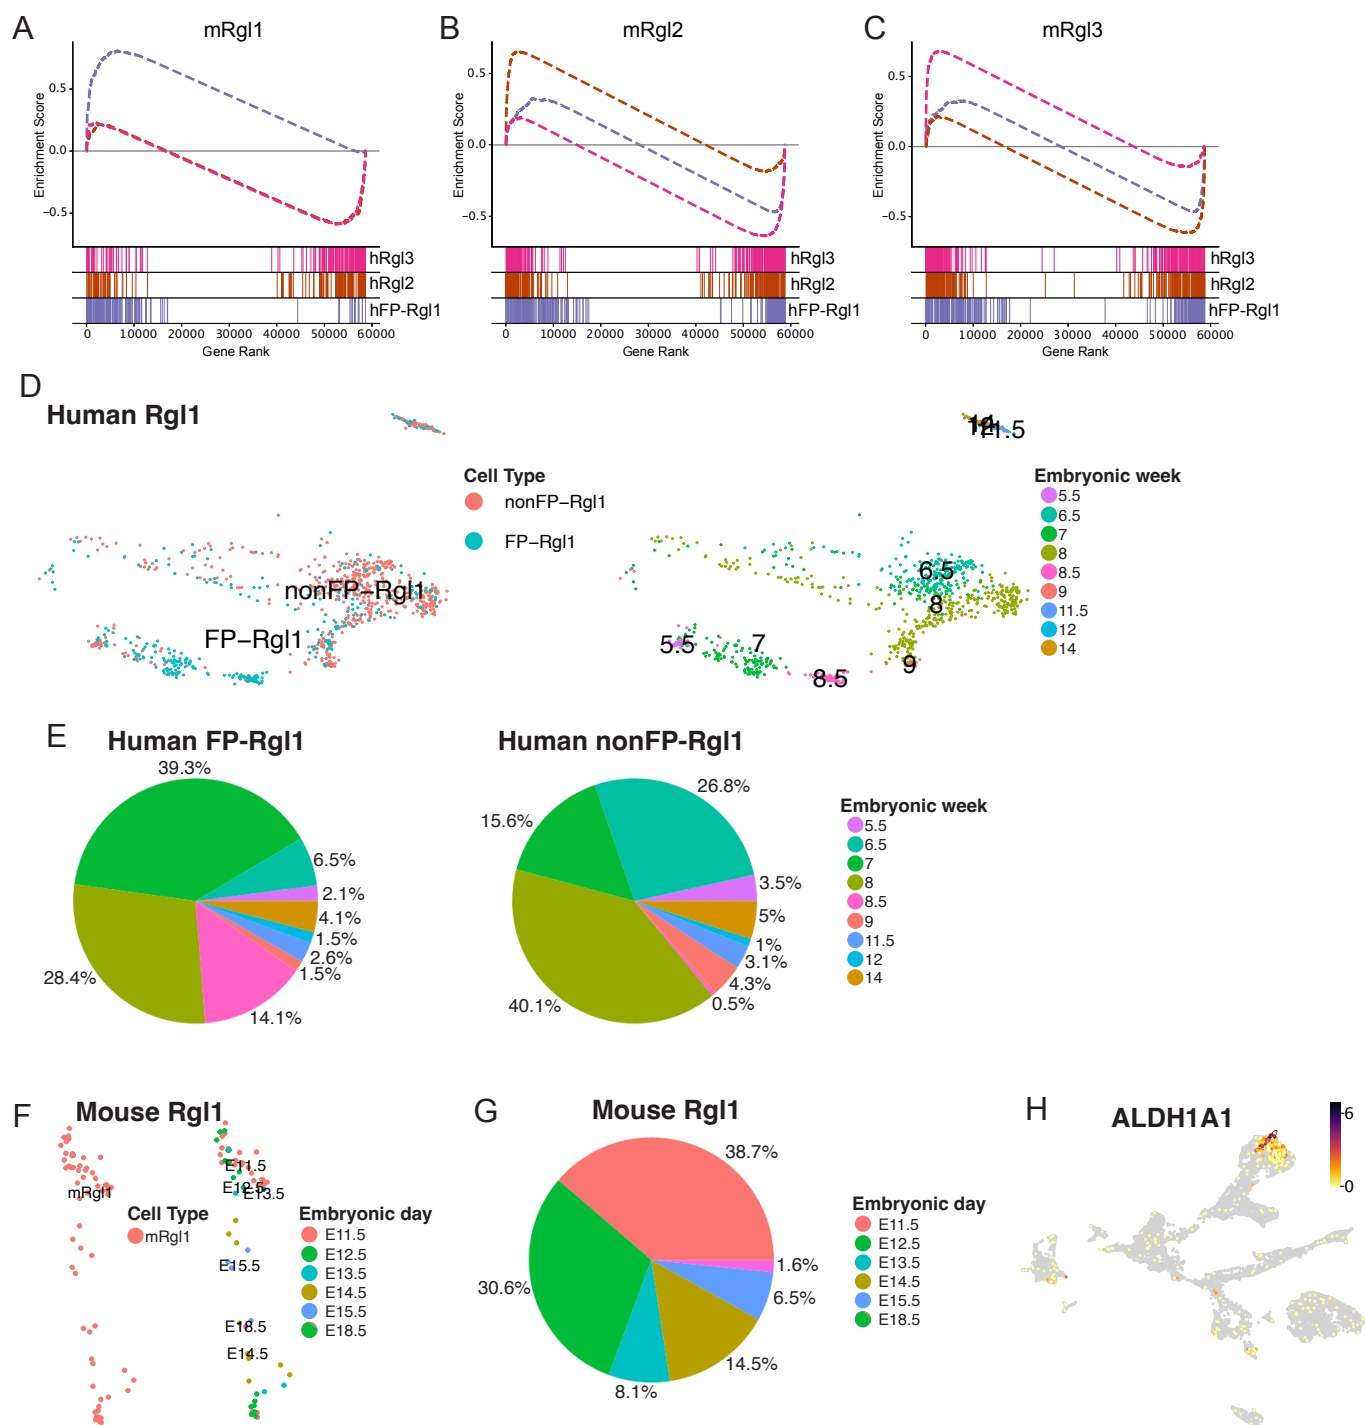 A
mRgl1
B
mRgl2
C
mRgl3
Enrichment Score
0.5
0.0
−0.5
hRgl3
hRgl2
hFP-Rgl1
0 10000 20000 30000 40000 50000 60000
Gene Rank
Enrichment Score
0.5
0.0
−0.5
hRgl3
hRgl2
hFP-Rgl1
0 10000 20000 30000 40000 50000 60000
Gene Rank
Enrichment Score
0.5
0.0
−0.5
hRgl3
hRgl2
hFP-Rgl1
0 10000 20000 30000 40000 50000 60000
Gene Rank
D
Human Rgl1
Cell Type
nonFP−Rgl1
FP−Rgl1
nonFP−Rgl1
FP−Rgl1
14
12
11.5
6.5
8
5.5
7
8.5
9
Embryonic week
5.5
6.5
7
8
8.5
9
11.5
12
14
E
Human FP-Rgl1
39.3%
6.5%
2.1%
4.1%
1.5%
2.6%
1.5%
14.1%
28.4%
Human nonFP-Rgl1
26.8%
15.6%
3.5%
5%
1%
3.1%
4.3%
0.5%
40.1%
Embryonic week
5.5
6.5
7
8
8.5
9
11.5
12
14
F
Mouse Rgl1
mRgl1
Cell Type
mRgl1
E11.5
E12.5
E13.5
E15.5
E18.5
E14.5
Embryonic day
E11.5
E12.5
E13.5
E14.5
E15.5
E18.5
G
Mouse Rgl1
38.7%
30.6%
1.6%
6.5%
14.5%
8.1%
Embryonic day
E11.5
E12.5
E13.5
E14.5
E15.5
E18.5
H
ALDH1A1
6
0